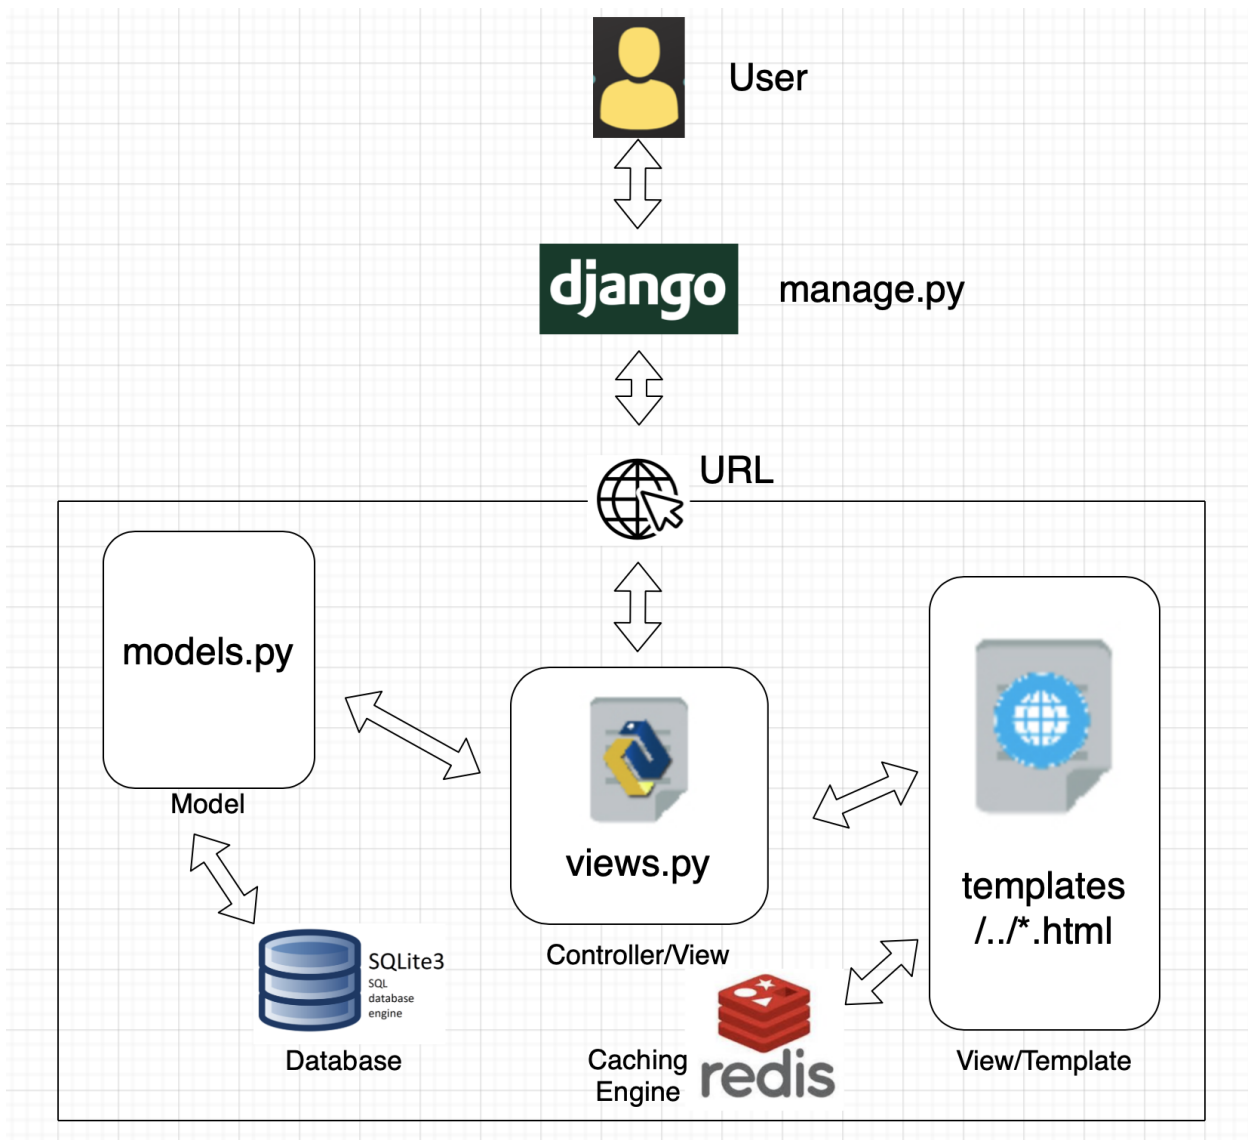 User
django
manage.py
URL
models.py
Model
views.py
Controller/View
templates
/../*.html
View/Template
SQLite3
SQL
database
engine
Database
Caching
Engine
redis